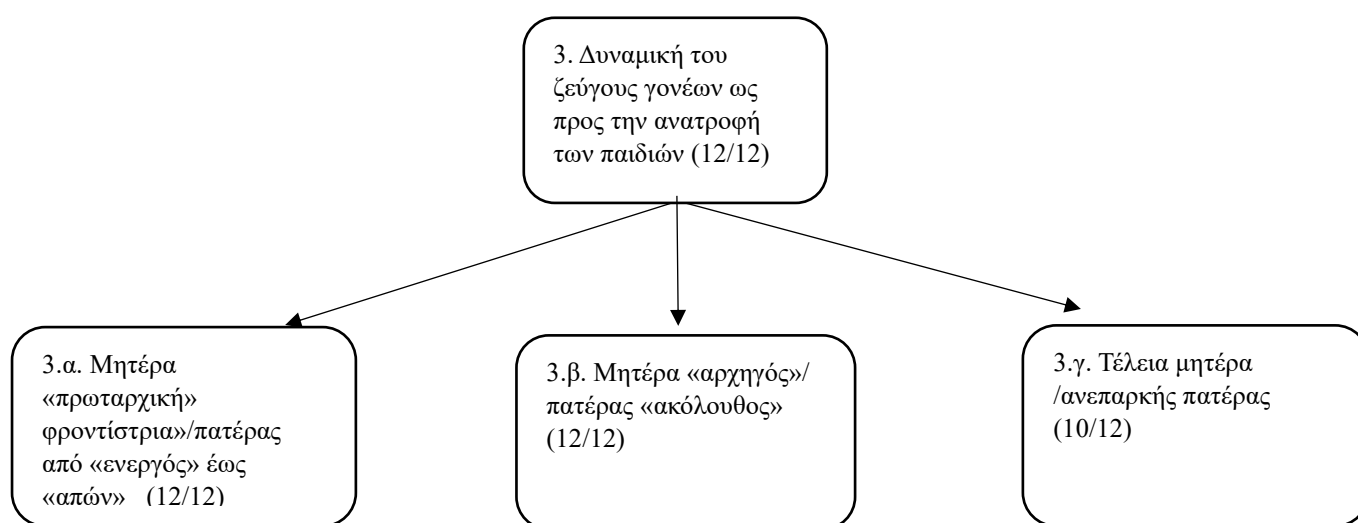 3. Δυναμική του
ζεύγους γονέων ως
προς την ανατροφή
των παιδιών (12/12)
3.α. Μητέρα
«πρωταρχική»
φροντίστρια»/πατέρας
από «ενεργός» έως
«απών» (12/12)
3.β. Μητέρα «αρχηγός»/
πατέρας «ακόλουθος»
(12/12)
3.γ. Τέλεια μητέρα
/ανεπαρκής πατέρας
(10/12)